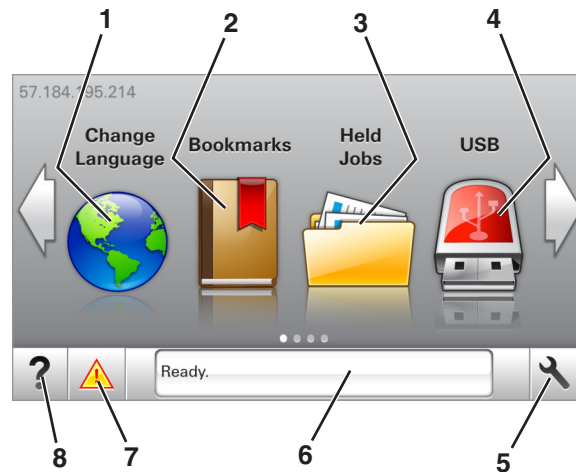 1 2 3 4
57.184.195.214
Change Language
Bookmarks
Held Jobs
USB
?
Ready.
8 7 6 5